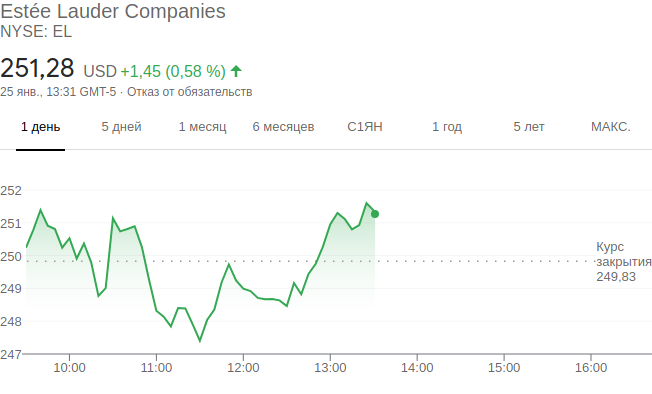 Estée Lauder Companies
NYSE: EL
251,28 USD +1,45 (0,58 %)
25 янв., 13:31 GMT-5 · Отказ от обязательств
1 день 5 дней 1 месяц 6 месяцев С1ЯН 1 год 5 лет МАКС.
252
251
250
249
248
247
Курс
закрытия
249,83
10:00 11:00 12:00 13:00 14:00 15:00 16:00